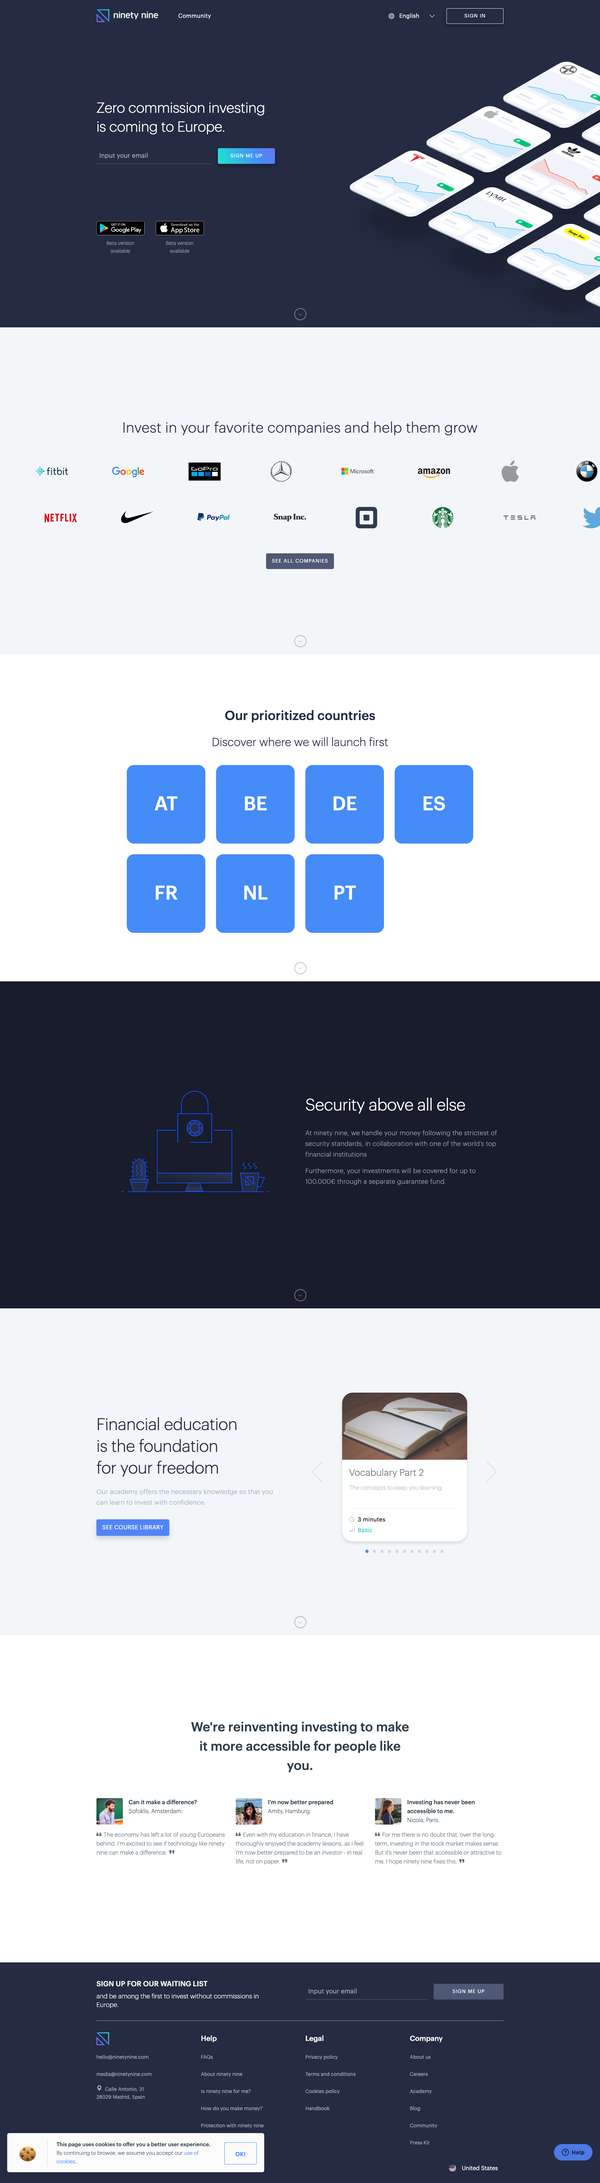 ninety nine
Community
English
SIGN IN
Zero commission investing
is coming to Europe.
Input your email
SIGN ME UP
GET IT ON
Google Play
Download on the
App Store
Beta version
available
Beta version
available
LVMH
Snap Inc.
Invest in your favorite companies and help them grow
fitbit
Google
GoPro
Microsoft
amazon
NETFLIX
PayPal
Snap Inc.
TESLA
SEE ALL COMPANIES
Our prioritized countries
Discover where we will launch first
AT
BE
DE
ES
FR
NL
PT
Security above all else
At ninety nine, we handle your money following the strictest of
security standards, in collaboration with one of the world's top
financial institutions
Furthermore, your investments will be covered for up to
100.000€ through a separate guarantee fund.
Financial education
is the foundation
for your freedom
Our academy offers the necessary knowledge so that you
can learn to invest with confidence.
SEE COURSE LIBRARY
Vocabulary Part 2
The concepts to keep you learning
3 minutes
Basic
We're reinventing investing to make
it more accessible for people like
you.
Can it make a difference?
Sofoklis, Amsterdam.
The economy has left a lot of young Europeans
behind. I'm excited to see if technology like ninety
nine can make a difference.
I'm now better prepared
Amity, Hamburg.
Even with my education in finance, I have
thoroughly enjoyed the academy lessons, as I feel
I'm now better prepared to be an investor - in real
life, not on paper.
Investing has never been
accessible to me.
Nicola, Paris.
For me there is no doubt that, over the long-
term, investing in the stock market makes sense.
But it's never been that accessible or attractive to
me. I hope ninety nine fixes this.
SIGN UP FOR OUR WAITING LIST
and be among the first to invest without commissions in
Europe.
Input your email
SIGN ME UP
hello@ninetynine.com
media@ninetynine.com
Calle Antonio, 31
28029 Madrid, Spain
Help
FAQs
About ninety nine
Is ninety nine for me?
How do you make money?
Protection with ninety nine
Legal
Privacy policy
Terms and conditions
Cookies policy
Handbook
Company
About us
Careers
Academy
Blog
Community
Press Kit
This page uses cookies to offer you a better user experience.
By continuing to browse, we assume you accept our use of
cookies.
OK!
Help
United States